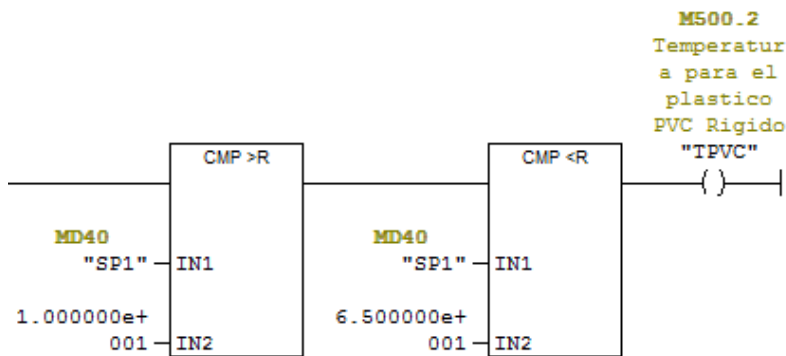 M500.2
Temperatur
a para el
plastico
PVC Rigido
"TPVC"
CMP >R
CMP <R
MD40
"SP1"
IN1
MD40
"SP1"
IN1
1.000000e+
001
IN2
6.500000e+
001
IN2